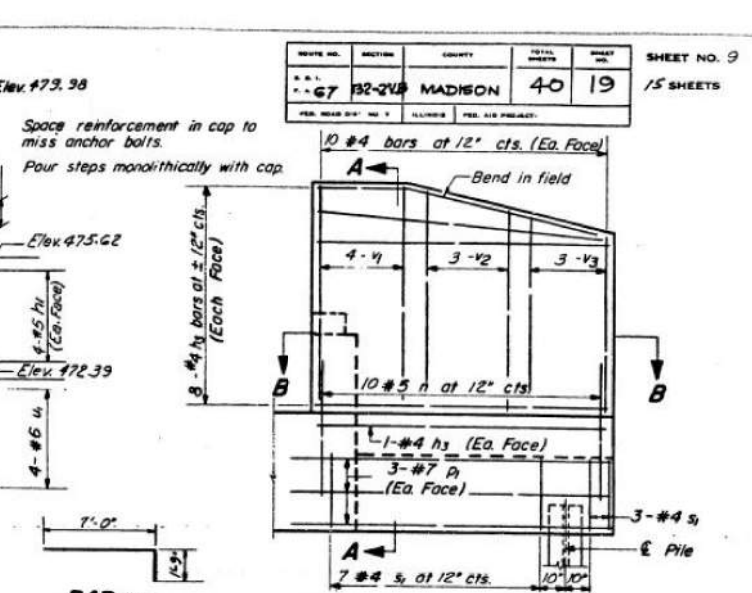 ROUTE NO.
SECTION
COUNTY
TOTAL SHEETS
SHEET NO.
SHEET NO. 9
67
132-2VB
MADISON
40
19
15 SHEETS
ILLINOIS
FED. AID PROJECT-
Elev. 479.98
Space reinforcement in cap to
miss anchor bolts.
Pour steps monolithically with cap.
10 #4 bars at 12" cts. (Ea. Face)
A
Bend in field
Elev. 475.62
8-#4 h3 bars at ± 12" cts.
(Each Face)
4-v1
3-v2
3-v3
4-#5 h1
(Ea. Face)
Elev. 472.39
B
10 #5 n at 12" cts
B
4-#6 u1
1-#4 h3 (Ea. Face)
3-#7 p1
(Ea. Face)
3-#4 s1
7'-0"
A
℄ Pile
7 #4 s1 at 12" cts.
10"
10"